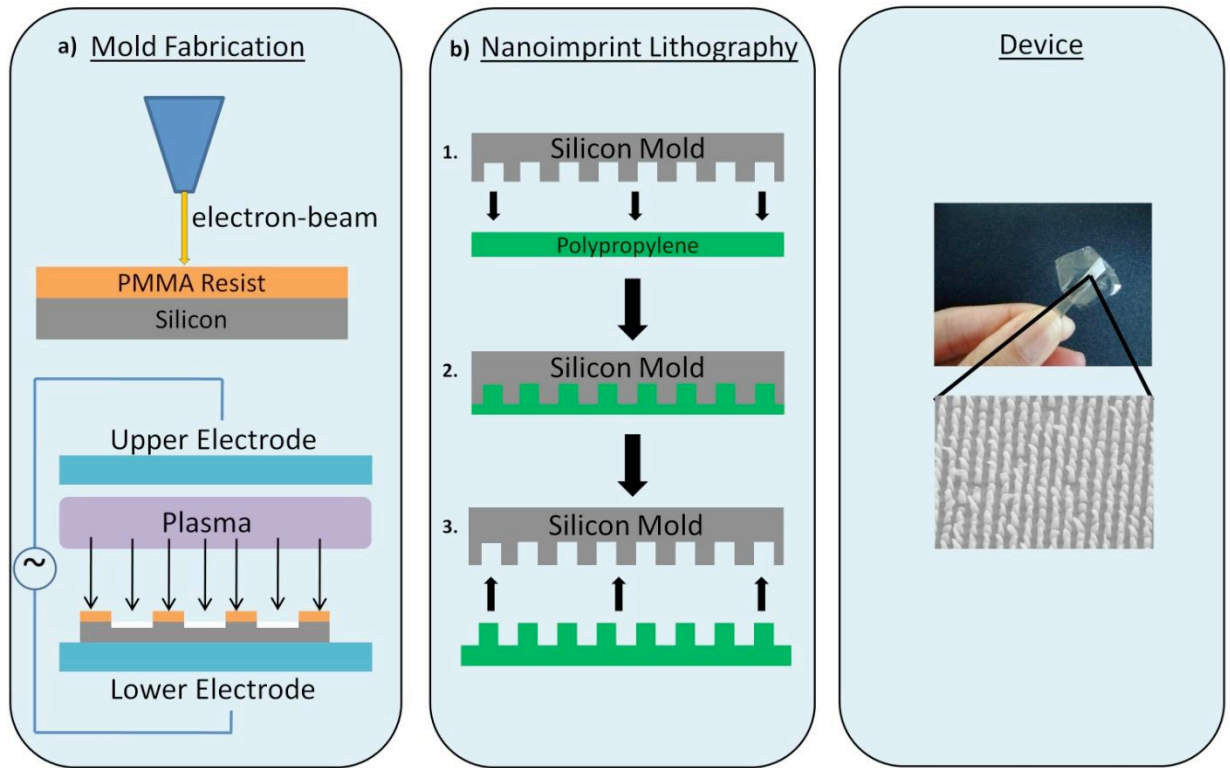 a) Mold Fabrication
electron-beam
PMMA Resist
Silicon
Upper Electrode
Plasma
~
Lower Electrode
b) Nanoimprint Lithography
1.
Silicon Mold
Polypropylene
2.
Silicon Mold
3.
Silicon Mold
Device